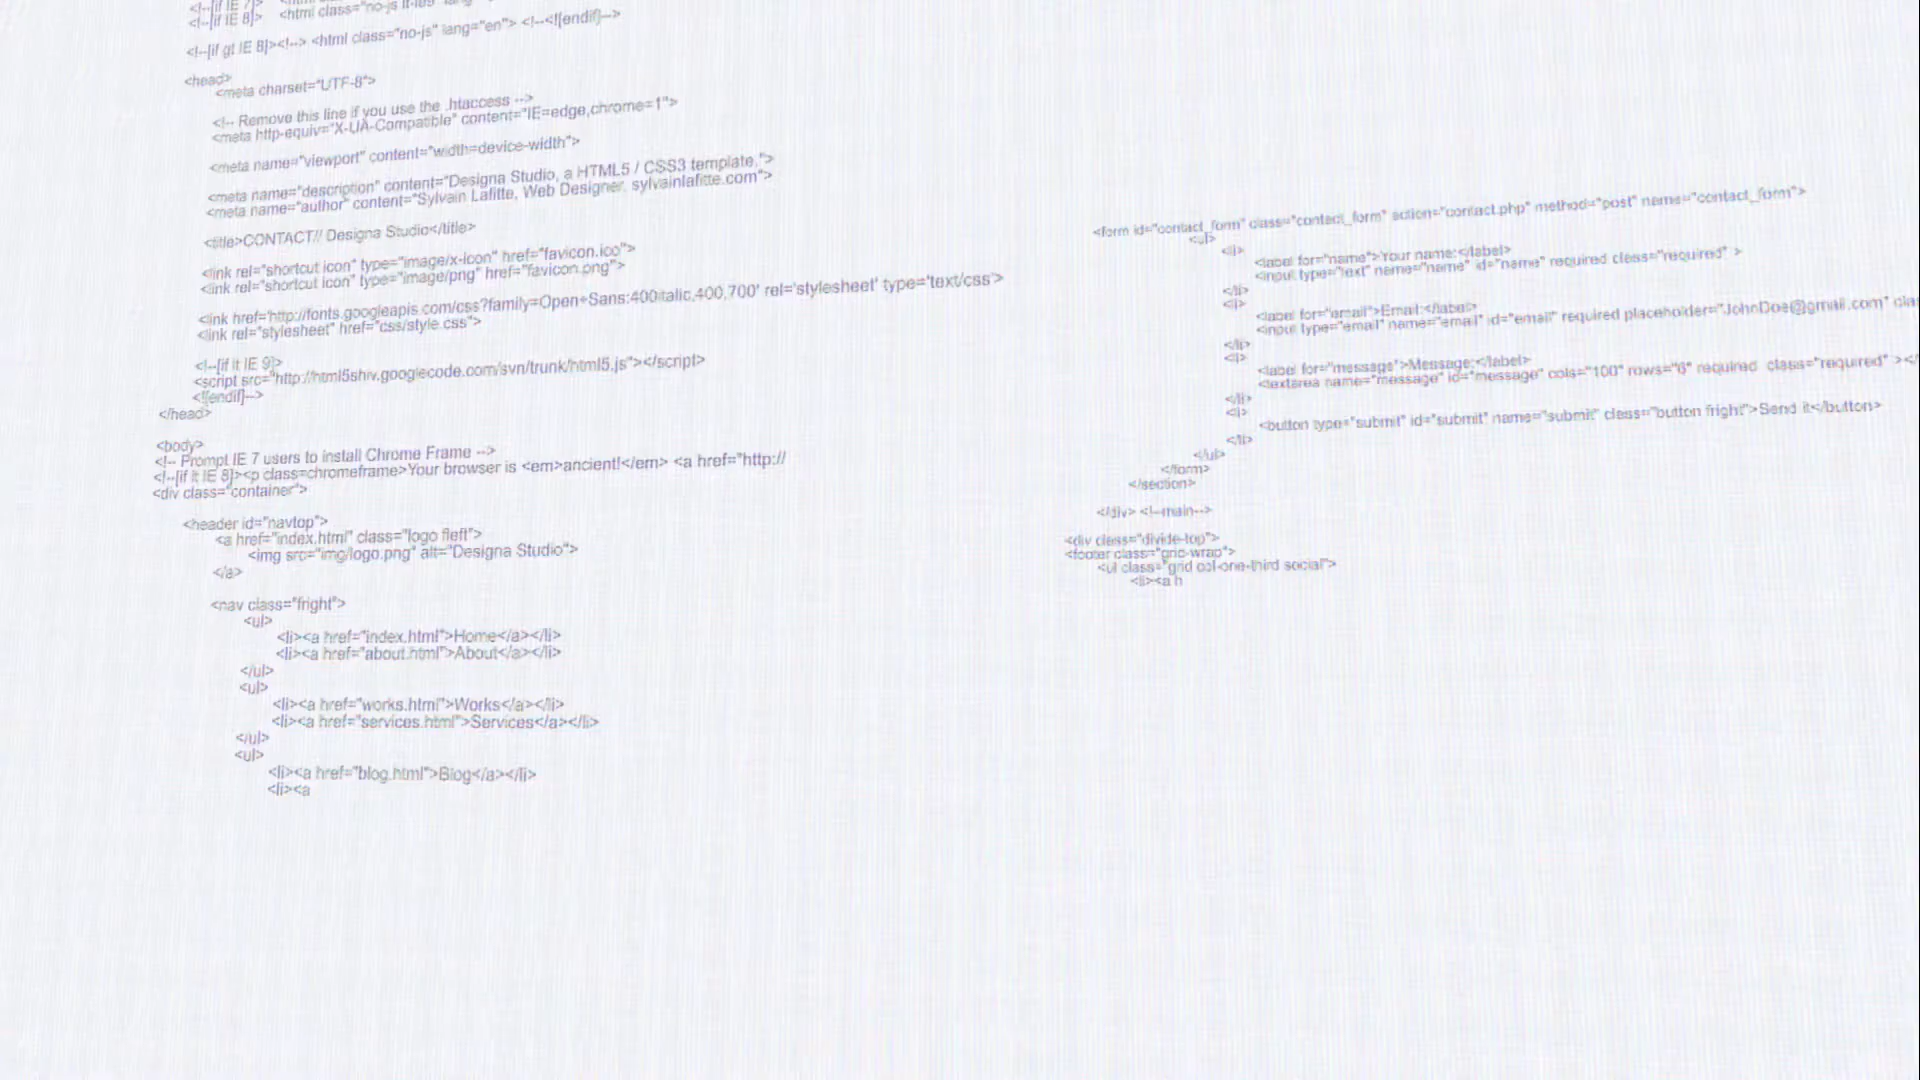 <!--[if IE 7]>
<!--[if IE 8]> <html class="no-js
<!--[if gt IE 8]><!--> <html class="no-js" lang="en"> <!--<![endif]-->
<head>
<meta charset="UTF-8">
<!-- Remove this line if you use the .htaccess -->
<meta http-equiv="X-UA-Compatible" content="IE=edge,chrome=1">
<meta name="viewport" content="width=device-width">
<meta name="description" content="Designa Studio, a HTML5 / CSS3 template.">
<meta name="author" content="Sylvain Lafitte, Web Designer, sylvainlafitte.com">
<title>CONTACT// Designa Studio</title>
<link rel="shortcut icon" type="image/x-icon" href="favicon.ico">
<link rel="shortcut icon" type="image/png" href="favicon.png">
<link href='http://fonts.googleapis.com/css?family=Open+Sans:400italic,400,700' rel='stylesheet' type='text/css'>
<link rel="stylesheet" href="css/style.css">
<!--[if lt IE 9]>
<script src="http://html5shiv.googlecode.com/svn/trunk/html5.js"></script>
<![endif]-->
</head>
<body>
<!-- Prompt IE 7 users to install Chrome Frame -->
<!--[if lt IE 8]><p class=chromeframe>Your browser is <em>ancient!</em> <a href="http://
<div class="container">
<header id="navtop">
<a href="index.html" class="logo fleft">
<img src="img/logo.png" alt="Designa Studio">
</a>
<nav class="fright">
<ul>
<li><a href="index.html">Home</a></li>
<li><a href="about.html">About</a></li>
</ul>
<ul>
<li><a href="works.html">Works</a></li>
<li><a href="services.html">Services</a></li>
</ul>
<ul>
<li><a href="blog.html">Blog</a></li>
<li><a
<form id="contact_form" class="contact_form" action="contact.php" method="post" name="contact_form">
<ul>
<li>
<label for="name">Your name:</label>
<input type="text" name="name" id="name" required class="required" >
</li>
<li>
<label for="email">Email:</label>
<input type="email" name="email" id="email" required placeholder="JohnDoe@gmail.com" clas
</li>
<li>
<label for="message">Message:</label>
<textarea name="message" id="message" cols="100" rows="6" required class="required" ></
</li>
<li>
<button type="submit" id="submit" name="submit" class="button fright">Send it</button>
</li>
</ul>
</form>
</section>
</div> <!--main-->
<div class="divide-top">
<footer class="grid-wrap">
<ul class="grid col-one-third social">
<li><a h